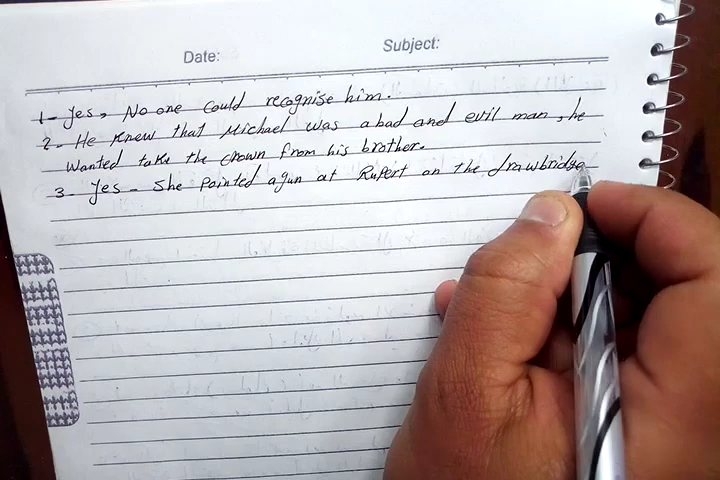 Date: Subject:
1- Yes, No one Could recognise him.
2- He knew that Michael was a bad and evil man, he
Wanted take the crown from his brother.
3- Yes - She pointed a gun at Rupert on the drawbridge